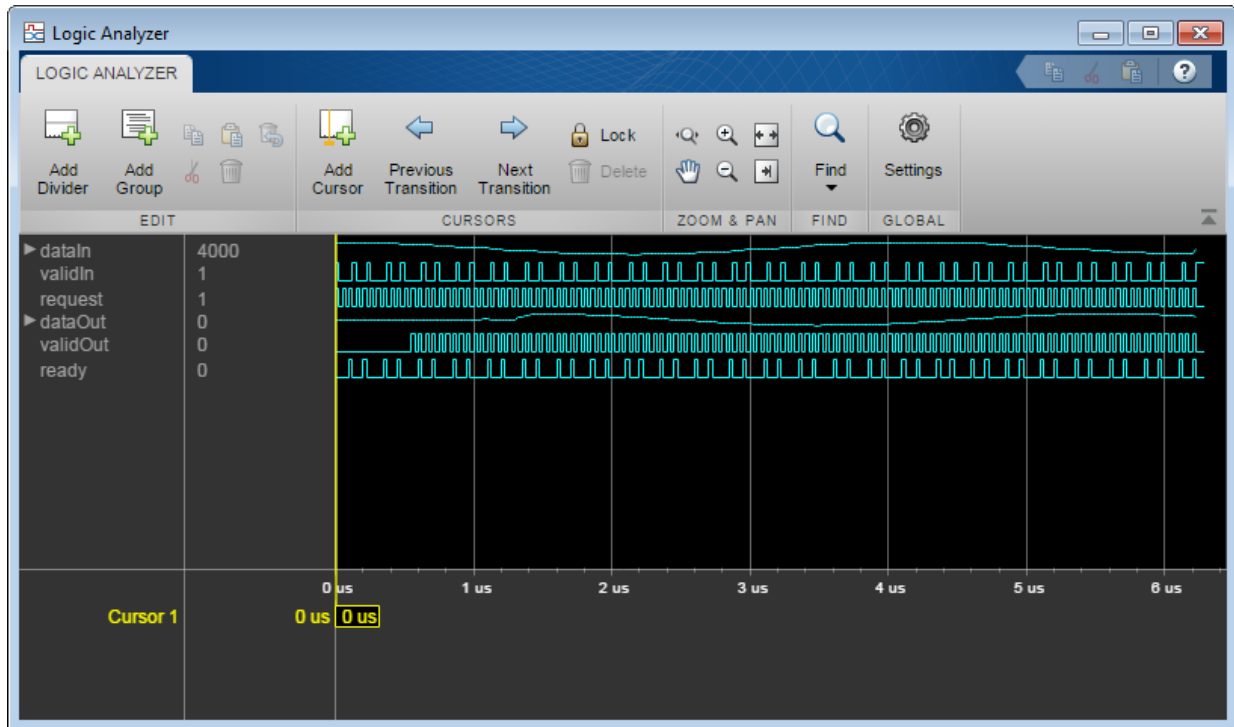 Logic Analyzer
LOGIC ANALYZER
?
Add Divider
Add Group
Add Cursor
Previous Transition
Next Transition
Lock
Delete
Find
Settings
EDIT
CURSORS
ZOOM & PAN
FIND
GLOBAL
dataIn 4000
validIn 1
request 1
dataOut 0
validOut 0
ready 0
0 us 1 us 2 us 3 us 4 us 5 us 6 us
Cursor 1 0 us 0 us